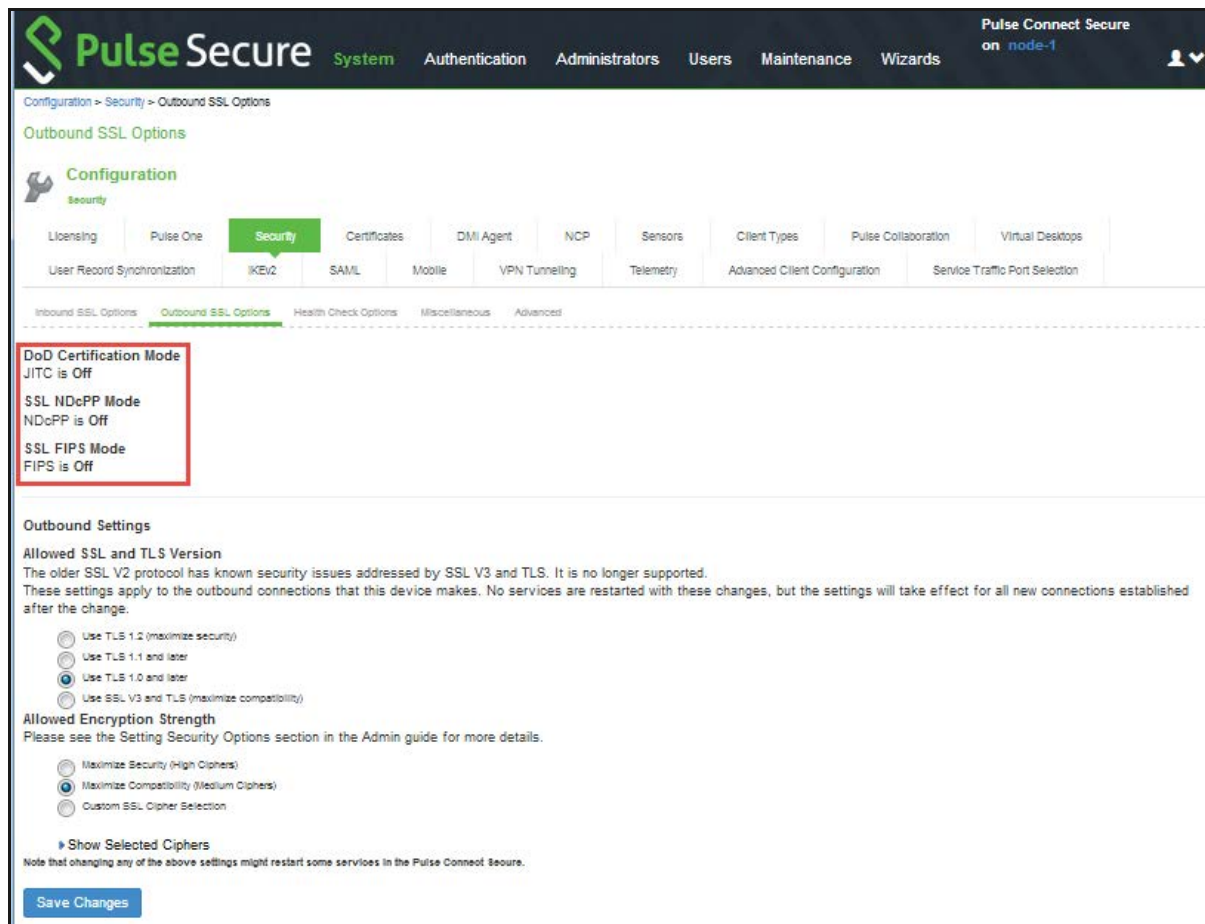 Pulse Secure
System Authentication Administrators Users Maintenance Wizards
Pulse Connect Secure
on node-1
Configuration > Security > Outbound SSL Options
Outbound SSL Options
Configuration
Security
Licensing Pulse One Security Certificates DMI Agent NCP Sensors Client Types Pulse Collaboration Virtual Desktops
User Record Synchronization IKEv2 SAML Mobile VPN Tunneling Telemetry Advanced Client Configuration Service Traffic Port Selection
Inbound SSL Options Outbound SSL Options Health Check Options Miscellaneous Advanced
DoD Certification Mode
JITC is Off
SSL NDcPP Mode
NDcPP is Off
SSL FIPS Mode
FIPS is Off
Outbound Settings
Allowed SSL and TLS Version
The older SSL V2 protocol has known security issues addressed by SSL V3 and TLS. It is no longer supported.
These settings apply to the outbound connections that this device makes. No services are restarted with these changes, but the settings will take effect for all new connections established
after the change.
Use TLS 1.2 (maximize security)
Use TLS 1.1 and later
Use TLS 1.0 and later
Use SSL V3 and TLS (maximize compatibility)
Allowed Encryption Strength
Please see the Setting Security Options section in the Admin guide for more details.
Maximize Security (High Ciphers)
Maximize Compatibility (Medium Ciphers)
Custom SSL Cipher Selection
Show Selected Ciphers
Note that changing any of the above settings might restart some services in the Pulse Connect Secure.
Save Changes